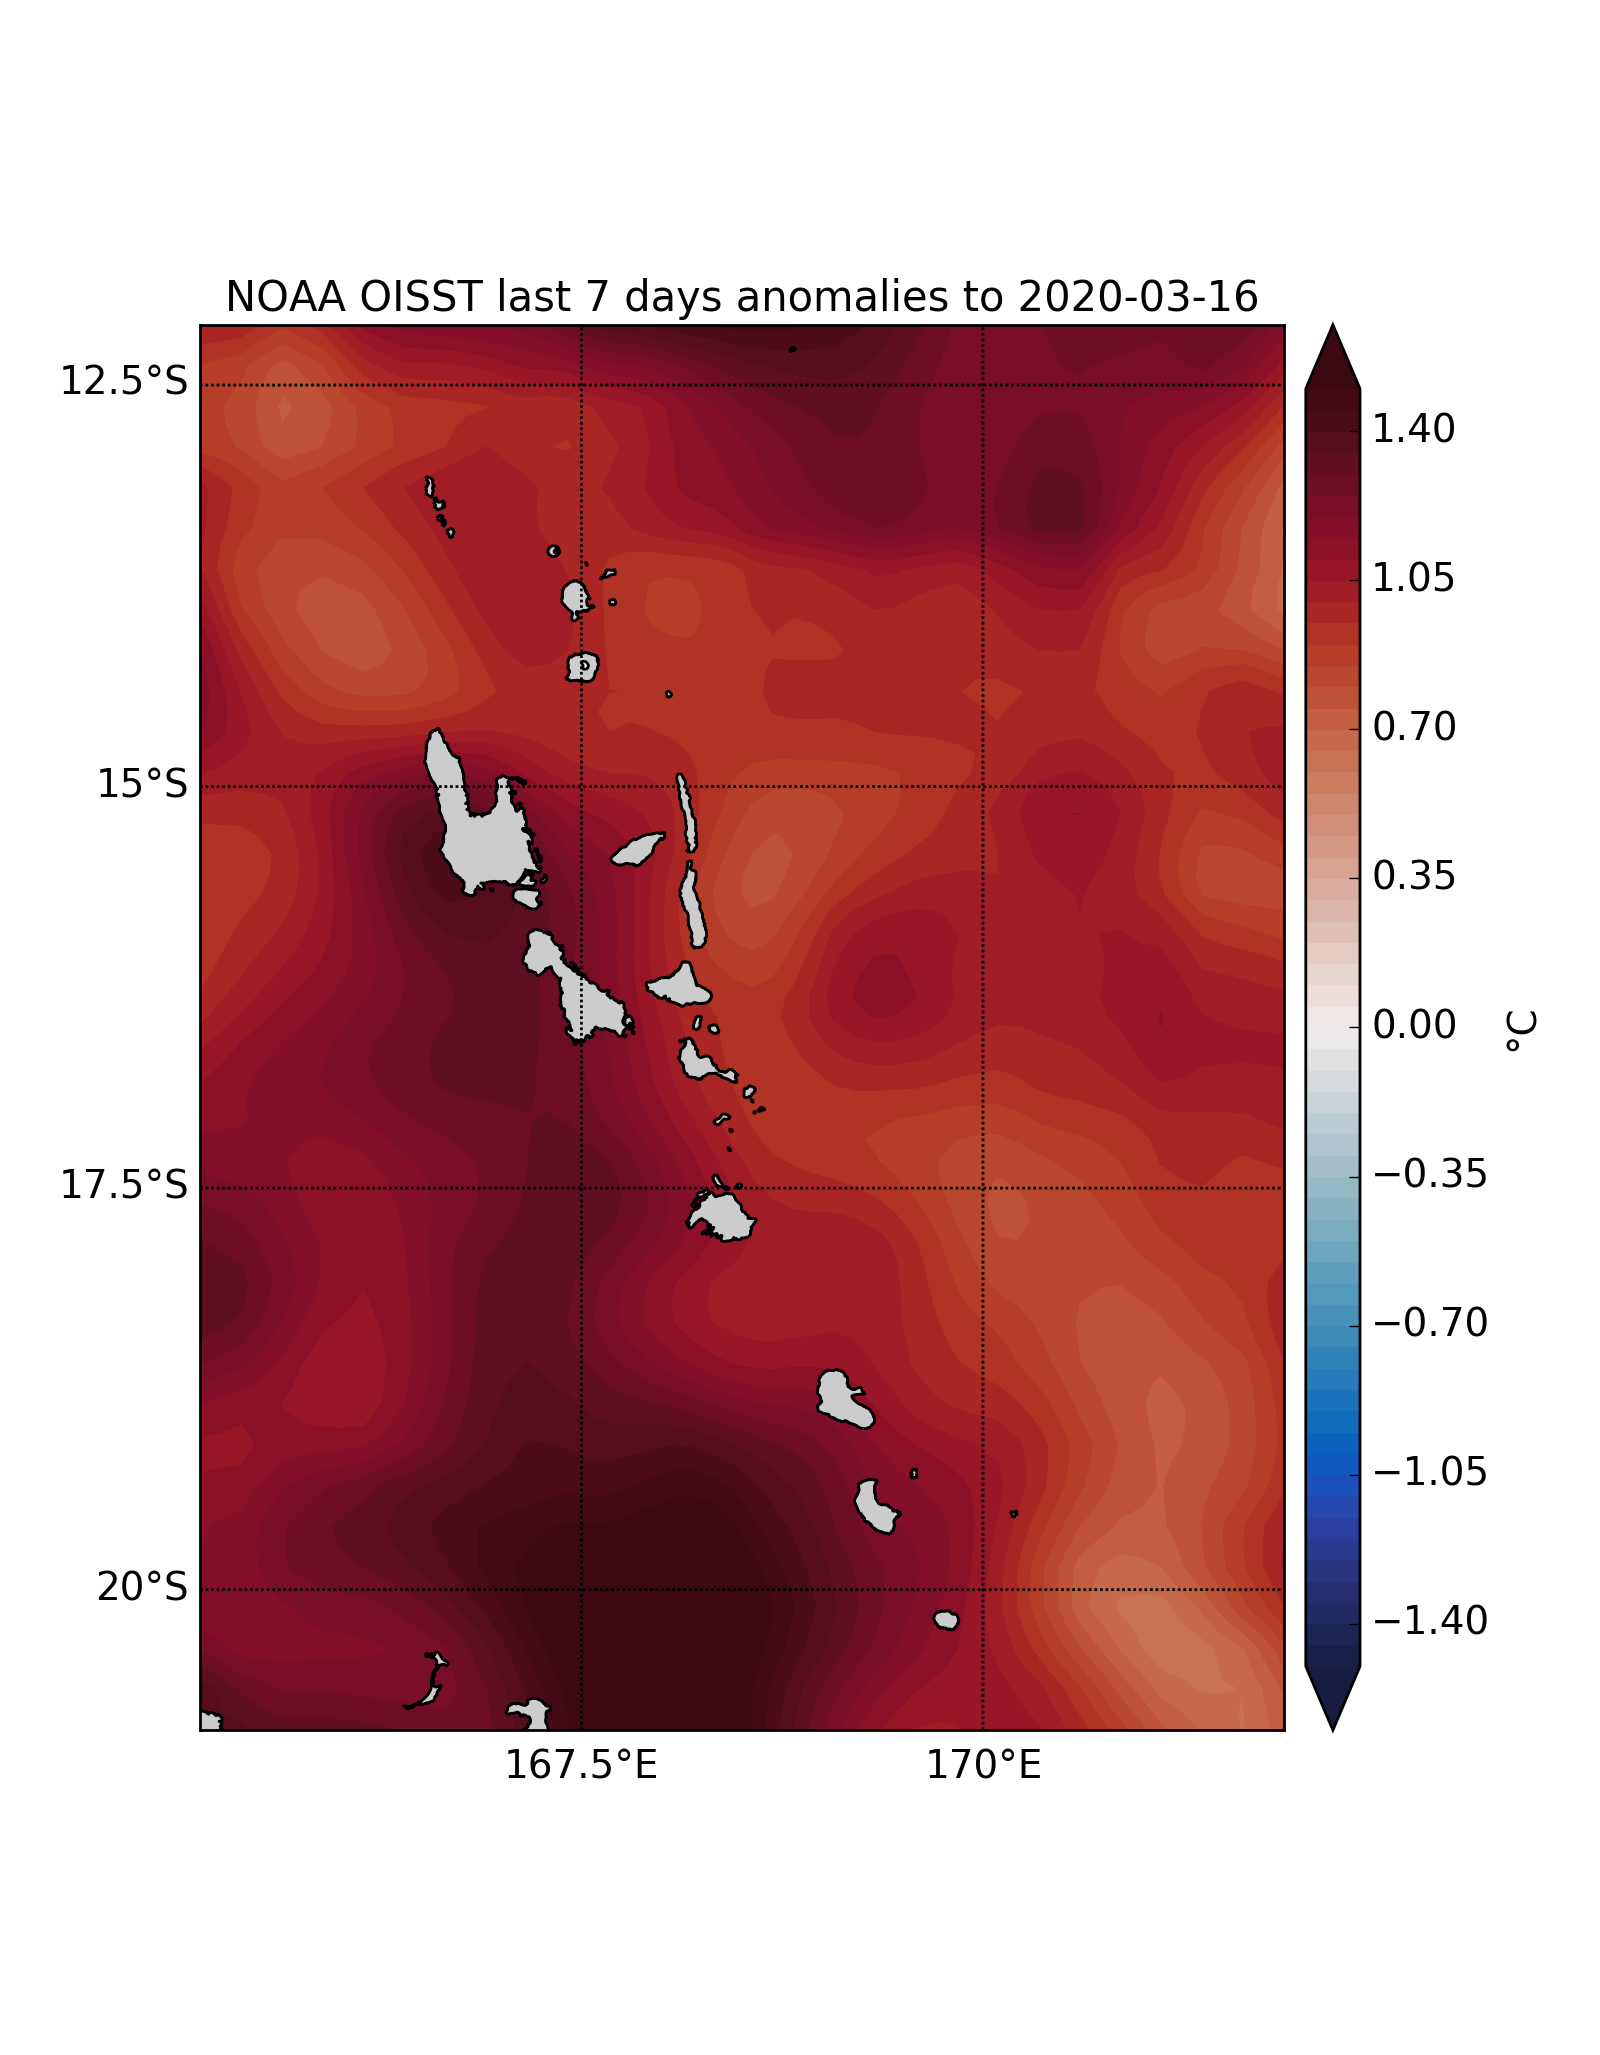 NOAA OISST last 7 days anomalies to 2020-03-16
12.5°S
15°S
17.5°S
20°S
167.5°E
170°E
1.40
1.05
0.70
0.35
0.00
−0.35
−0.70
−1.05
−1.40
°C